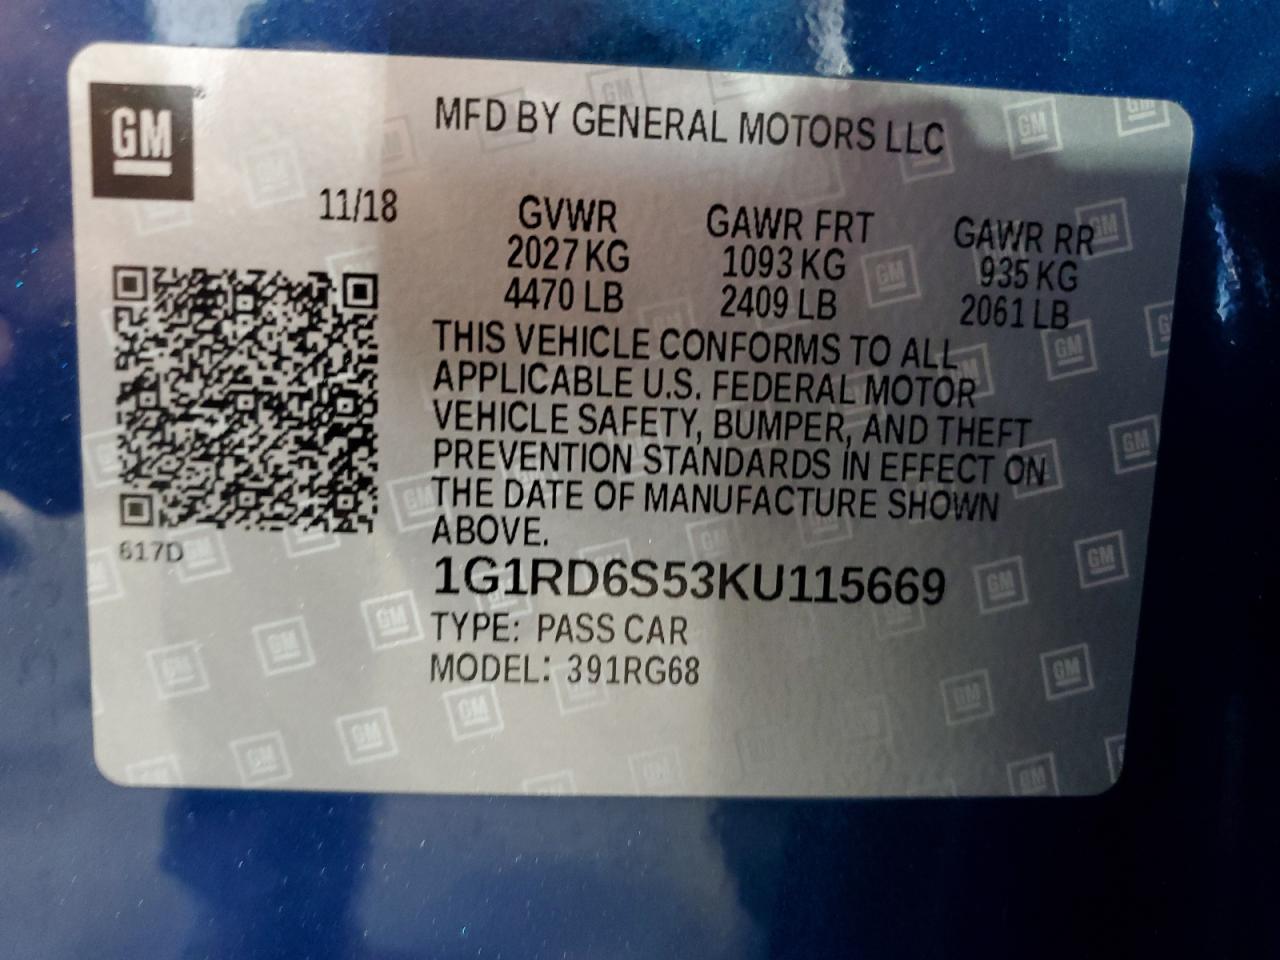 GM
MFD BY GENERAL MOTORS LLC
11/18
GVWR
2027 KG
4470 LB
GAWR FRT
1093 KG
2409 LB
GAWR RR
935 KG
2061 LB
THIS VEHICLE CONFORMS TO ALL
APPLICABLE U.S. FEDERAL MOTOR
VEHICLE SAFETY, BUMPER, AND THEFT
PREVENTION STANDARDS IN EFFECT ON
THE DATE OF MANUFACTURE SHOWN
ABOVE.
617D
1G1RD6S53KU115669
TYPE: PASS CAR
MODEL: 391RG68